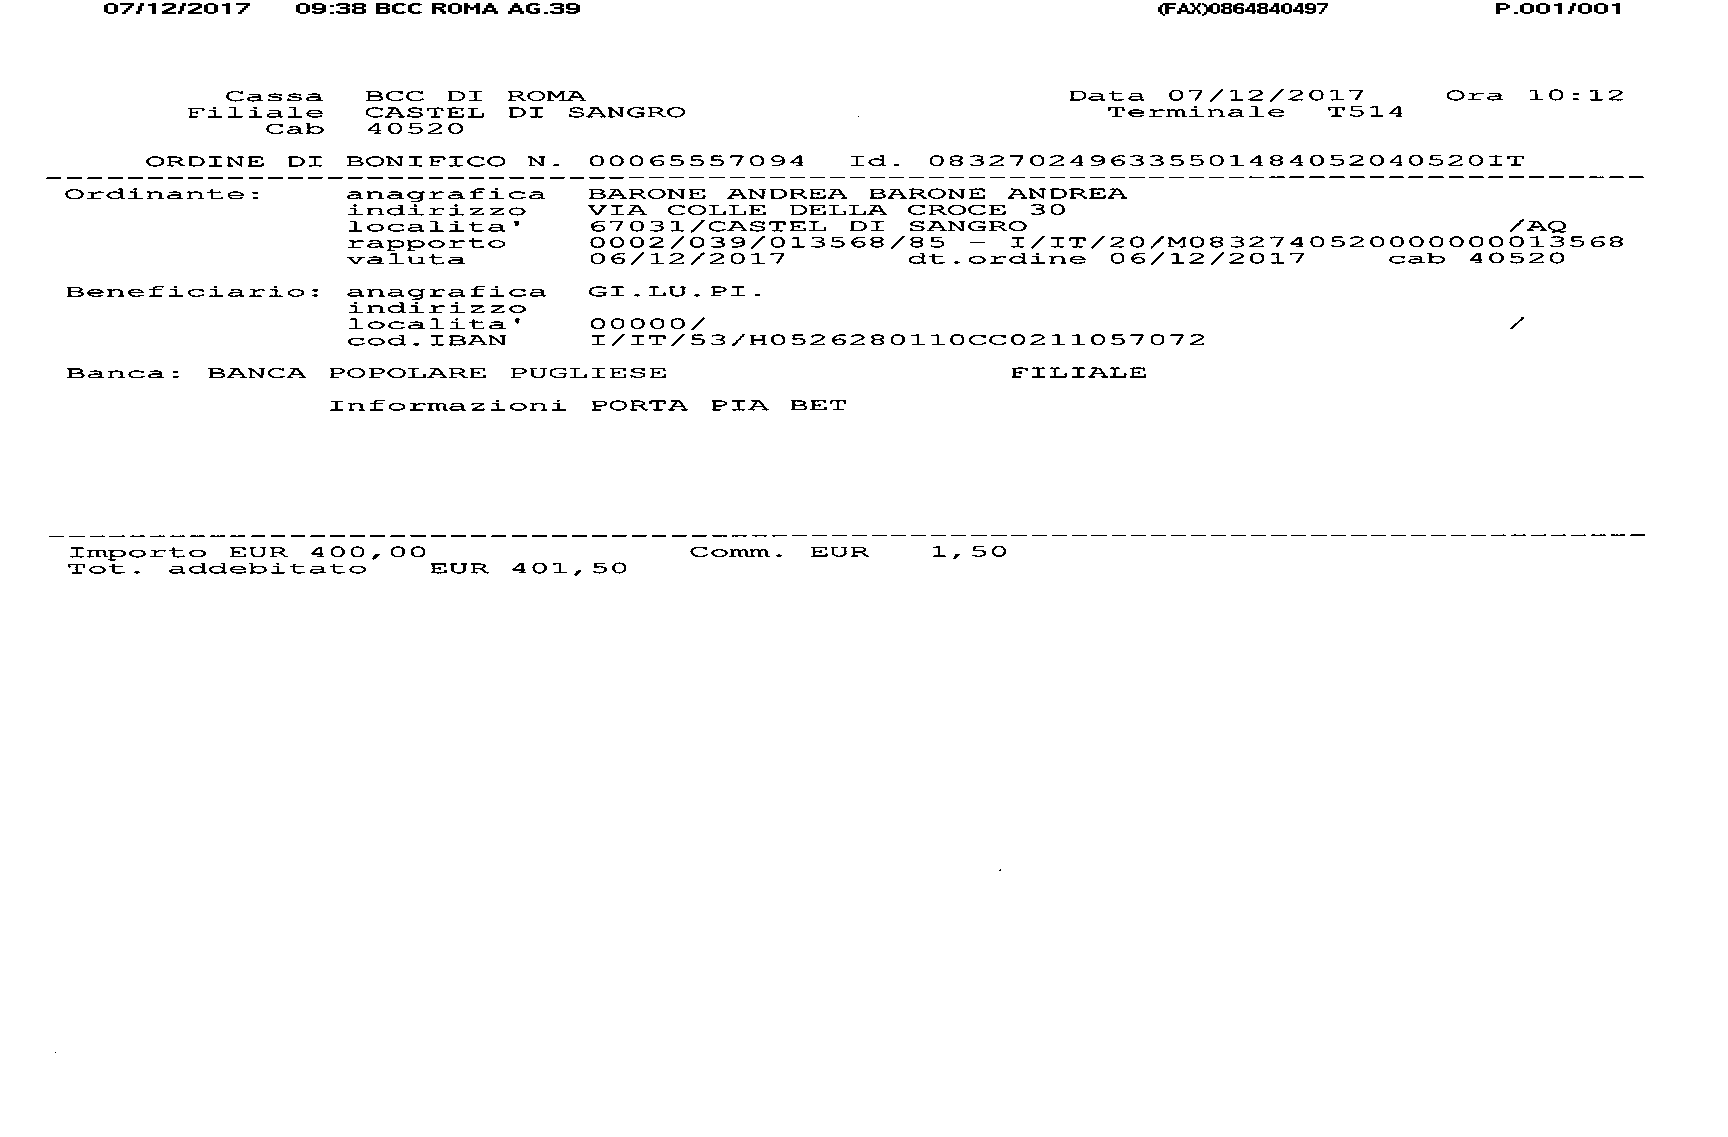 07/12/2017 09:38 BCC ROMA AG.39 (FAX)0864840497 P.001/001
Cassa BCC DI ROMA Data 07/12/2017 Ora 10:12
Filiale CASTEL DI SANGRO Terminale T514
Cab 40520
ORDINE DI BONIFICO N. 00065557094 Id. 0832702496335501484052040520IT
Ordinante: anagrafica BARONE ANDREA BARONE ANDREA
indirizzo VIA COLLE DELLA CROCE 30
localita' 67031/CASTEL DI SANGRO /AQ
rapporto 0002/039/013568/85 - I/IT/20/M0832740520000000013568
valuta 06/12/2017 dt.ordine 06/12/2017 cab 40520
Beneficiario: anagrafica GI.LU.PI.
indirizzo
localita' 00000/ /
cod.IBAN I/IT/53/H0526280110CC0211057072
Banca: BANCA POPOLARE PUGLIESE FILIALE
Informazioni PORTA PIA BET
Importo EUR 400,00 Comm. EUR 1,50
Tot. addebitato EUR 401,50